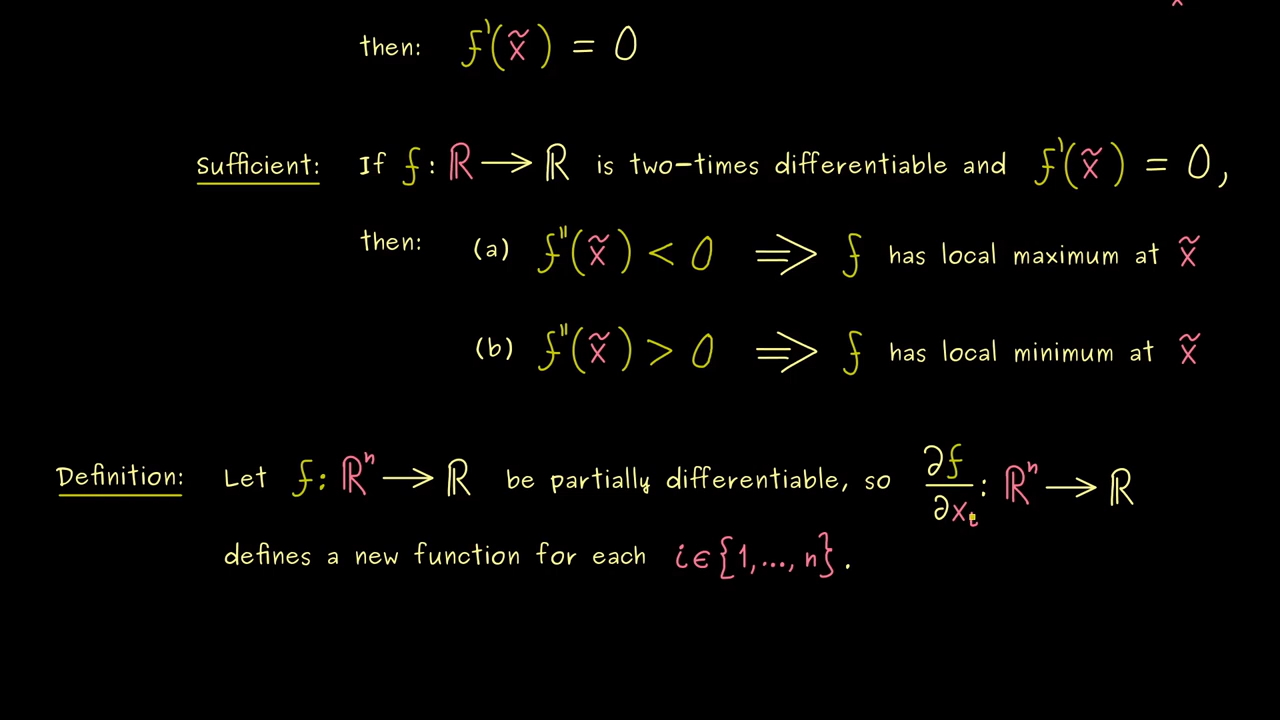 then: f'(x̃) = 0
Sufficient: If f: ℝ ⟶ ℝ is two-times differentiable and f'(x̃) = 0,
then: (a) f''(x̃) < 0 ⟹ f has local maximum at x̃
(b) f''(x̃) > 0 ⟹ f has local minimum at x̃
Definition: Let f: ℝⁿ ⟶ ℝ be partially differentiable, so ∂f/∂xᵢ : ℝⁿ ⟶ ℝ
defines a new function for each i ∈ {1, ..., n}.